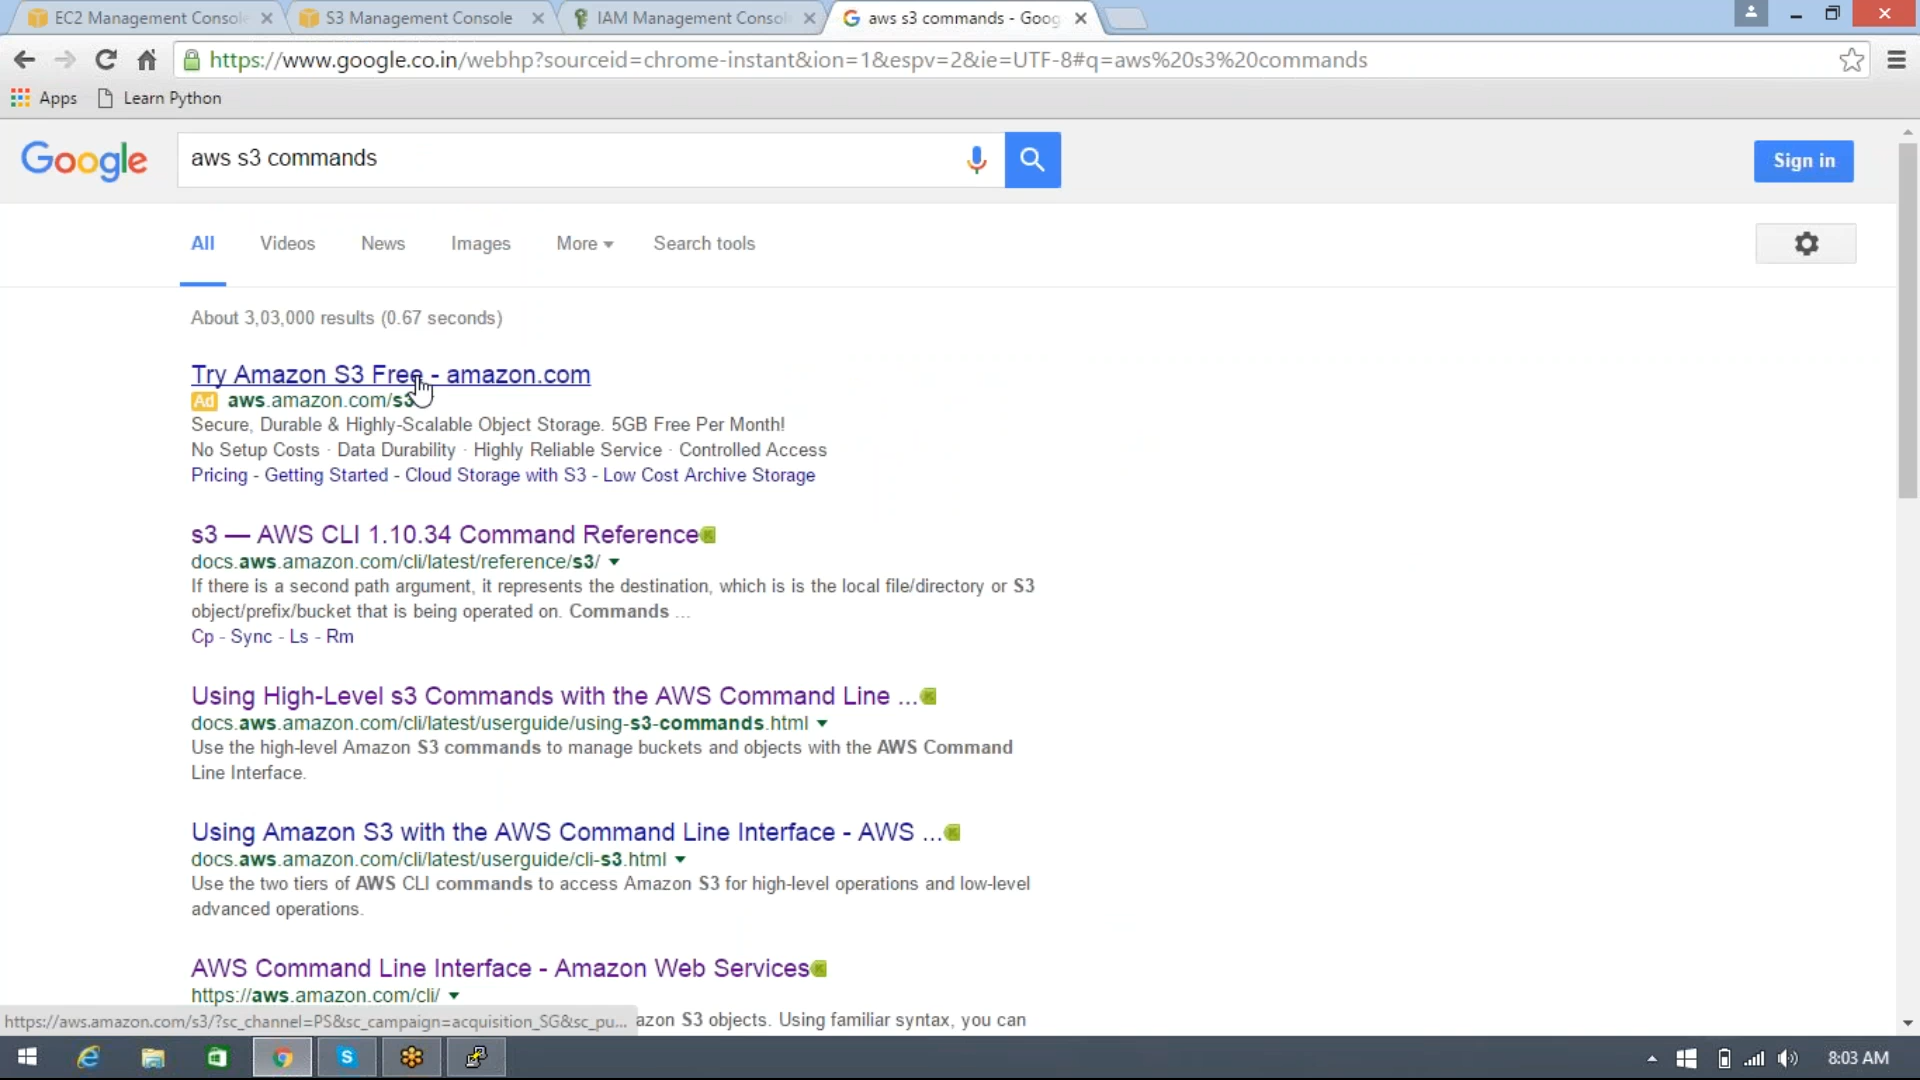 EC2 Management Consol
S3 Management Console
IAM Management Consol
aws s3 commands - Goog
https://www.google.co.in/webhp?sourceid=chrome-instant&ion=1&espv=2&ie=UTF-8#q=aws%20s3%20commands
Apps
Learn Python
Google
aws s3 commands
Sign in
All
Videos
News
Images
More
Search tools
About 3,03,000 results (0.67 seconds)
Try Amazon S3 Free - amazon.com
Ad aws.amazon.com/s3
Secure, Durable & Highly-Scalable Object Storage. 5GB Free Per Month!
No Setup Costs · Data Durability · Highly Reliable Service · Controlled Access
Pricing - Getting Started - Cloud Storage with S3 - Low Cost Archive Storage
s3 — AWS CLI 1.10.34 Command Reference
docs.aws.amazon.com/cli/latest/reference/s3/
If there is a second path argument, it represents the destination, which is is the local file/directory or S3
object/prefix/bucket that is being operated on. Commands ...
Cp - Sync - Ls - Rm
Using High-Level s3 Commands with the AWS Command Line ...
docs.aws.amazon.com/cli/latest/userguide/using-s3-commands.html
Use the high-level Amazon S3 commands to manage buckets and objects with the AWS Command
Line Interface.
Using Amazon S3 with the AWS Command Line Interface - AWS ...
docs.aws.amazon.com/cli/latest/userguide/cli-s3.html
Use the two tiers of AWS CLI commands to access Amazon S3 for high-level operations and low-level
advanced operations.
AWS Command Line Interface - Amazon Web Services
https://aws.amazon.com/cli/
https://aws.amazon.com/s3/?sc_channel=PS&sc_campaign=acquisition_SG&sc_pu...
azon S3 objects. Using familiar syntax, you can
8:03 AM